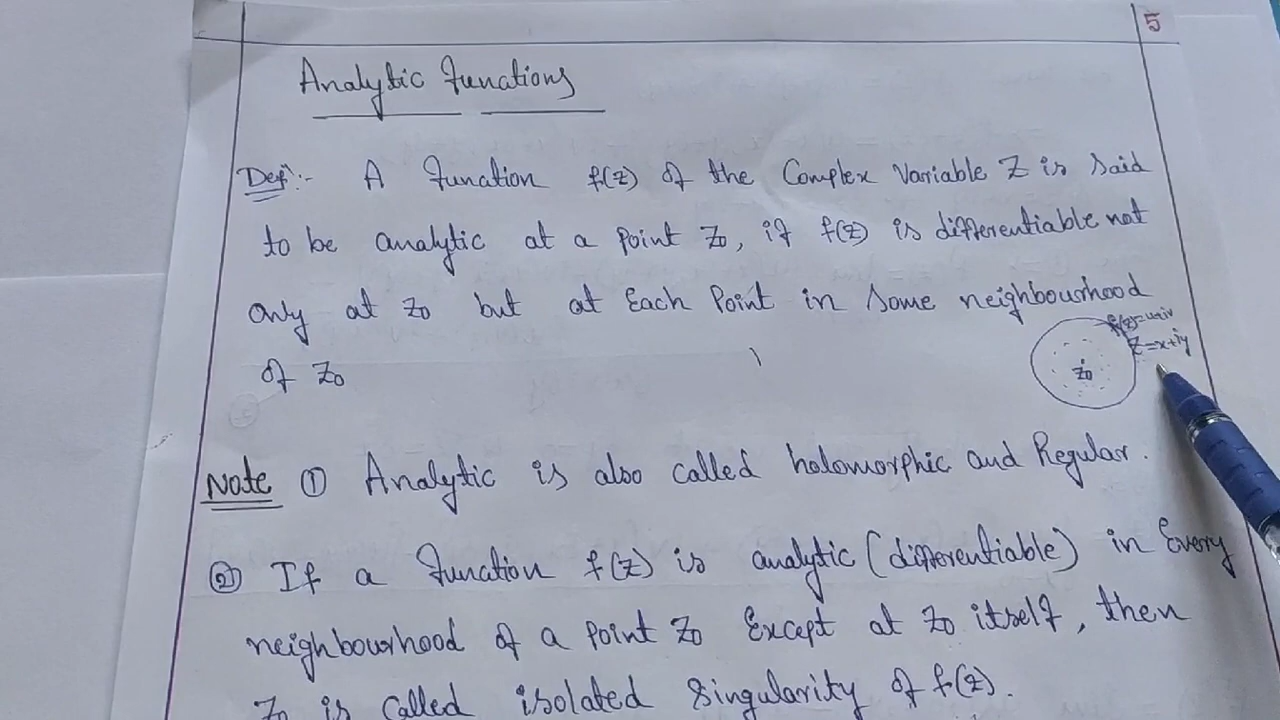 5
Analytic Functions
Def:- A function f(z) of the Complex Variable Z is said
to be analytic at a point Z0, if f(z) is differentiable not
only at Z0 but at Each Point in some neighbourhood
of Z0
f(z)=u+iv
Z=x+iy
Z0
Note ① Analytic is also called holomorphic and Regular.
② If a function f(z) is analytic (differentiable) in Every
neighbourhood of a point Z0 Except at Z0 itself, then
Z0 is called isolated Singularity of f(z).